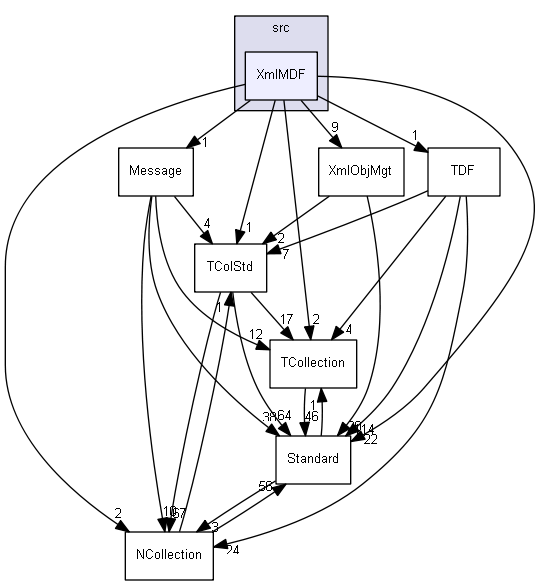 src
XmlMDF
9
1
1
Message
XmlObjMgt
TDF
4
1
2
7
TColStd
1
17
2
4
12
TCollection
1
64
46
14
22
Standard
56
2
3
24
NCollection